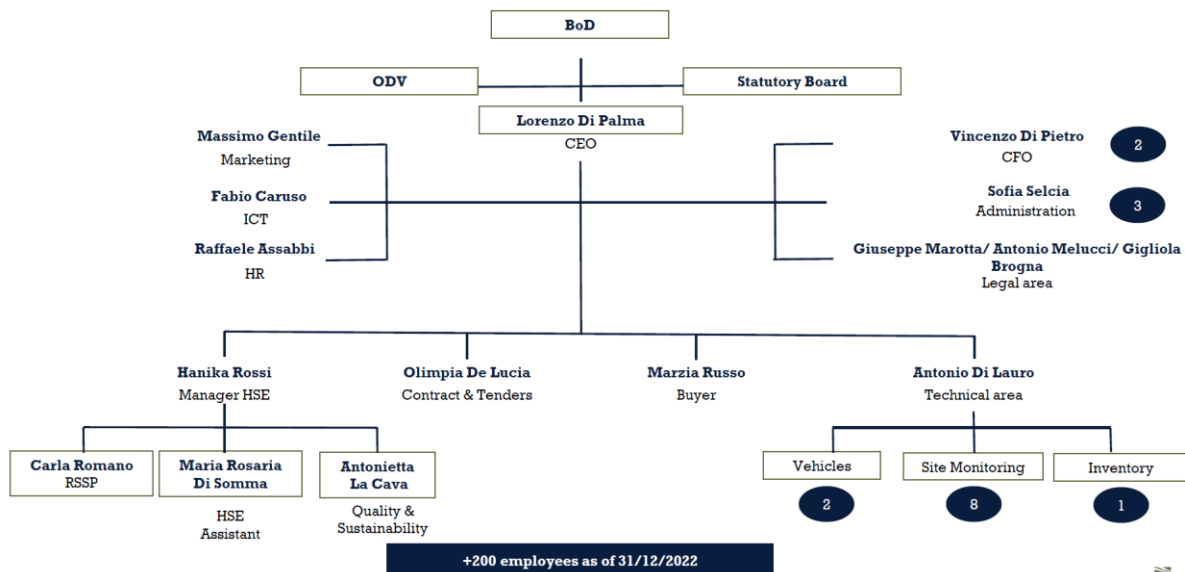 BoD
ODV
Statutory Board
Lorenzo Di Palma
CEO
Massimo Gentile
Marketing
Vincenzo Di Pietro
CFO
2
Fabio Caruso
ICT
Sofia Selcia
Administration
3
Raffaele Assabbi
HR
Giuseppe Marotta/ Antonio Melucci/ Gigliola
Brogna
Legal area
Hanika Rossi
Manager HSE
Olimpia De Lucia
Contract & Tenders
Marzia Russo
Buyer
Antonio Di Lauro
Technical area
Carla Romano
RSSP
Maria Rosaria
Di Somma
HSE
Assistant
Antonietta
La Cava
Quality &
Sustainability
Vehicles
2
Site Monitoring
8
Inventory
1
+200 employees as of 31/12/2022